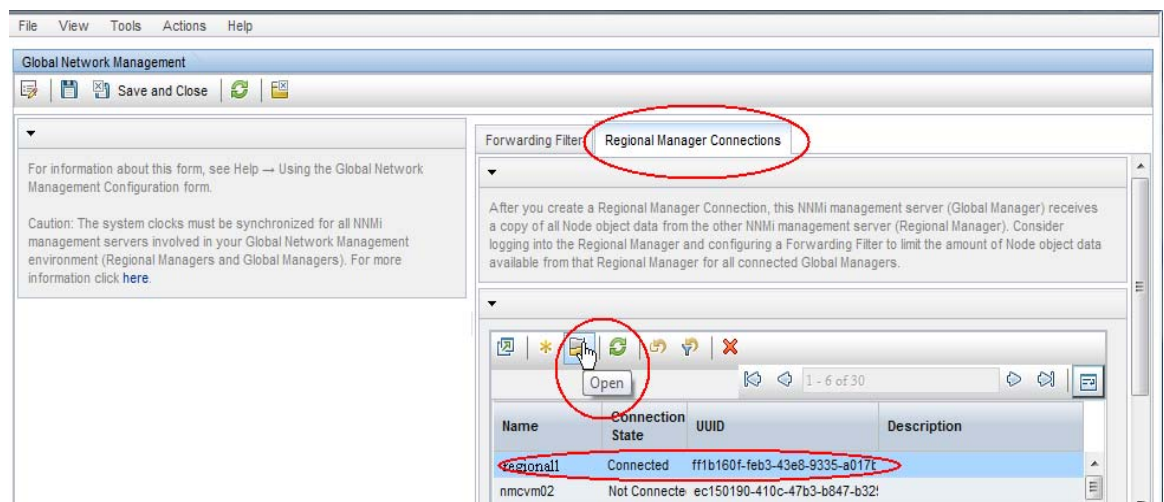 File View Tools Actions Help
Global Network Management
Save and Close
For information about this form, see Help → Using the Global Network
Management Configuration form.
Caution: The system clocks must be synchronized for all NNMi
management servers involved in your Global Network Management
environment (Regional Managers and Global Managers). For more
information click here.
Forwarding Filter Regional Manager Connections
After you create a Regional Manager Connection, this NNMi management server (Global Manager) receives
a copy of all Node object data from the other NNMi management server (Regional Manager). Consider
logging into the Regional Manager and configuring a Forwarding Filter to limit the amount of Node object data
available from that Regional Manager for all connected Global Managers.
Open
1 - 6 of 30
Name Connection State UUID Description
regional1 Connected ff1b160f-feb3-43e8-9335-a017b
nmcvm02 Not Connecte ec150190-410c-47b3-b847-b32